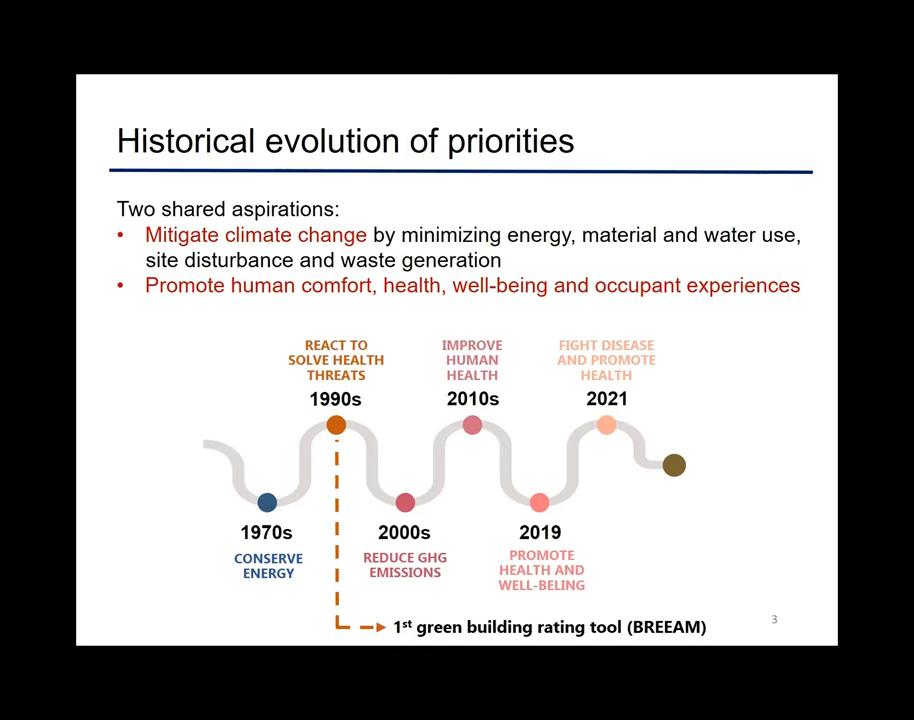 Historical evolution of priorities
Two shared aspirations:
• Mitigate climate change by minimizing energy, material and water use,
site disturbance and waste generation
• Promote human comfort, health, well-being and occupant experiences
REACT TO
SOLVE HEALTH
THREATS
1990s
IMPROVE
HUMAN
HEALTH
2010s
FIGHT DISEASE
AND PROMOTE
HEALTH
2021
1970s
CONSERVE
ENERGY
2000s
REDUCE GHG
EMISSIONS
2019
PROMOTE
HEALTH AND
WELL-BELING
1st green building rating tool (BREEAM)
3